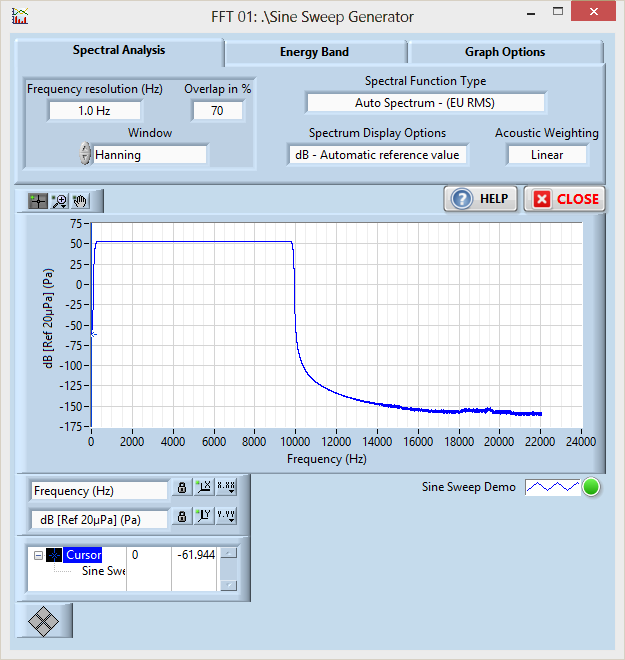 FFT 01: .\Sine Sweep Generator
Spectral Analysis
Energy Band
Graph Options
Frequency resolution (Hz)
Overlap in %
1.0 Hz
70
Window
Hanning
Spectral Function Type
Auto Spectrum - (EU RMS)
Spectrum Display Options
Acoustic Weighting
dB - Automatic reference value
Linear
? HELP
CLOSE
dB [Ref 20µPa] (Pa)
75
50
25
0
-25
-50
-75
-100
-125
-150
-175
0 2000 4000 6000 8000 10000 12000 14000 16000 18000 20000 22000 24000
Frequency (Hz)
Frequency (Hz)
X X.XX
dB [Ref 20µPa] (Pa)
Y Y.YY
Sine Sweep Demo
Cursor 0 -61.944
Sine Swe